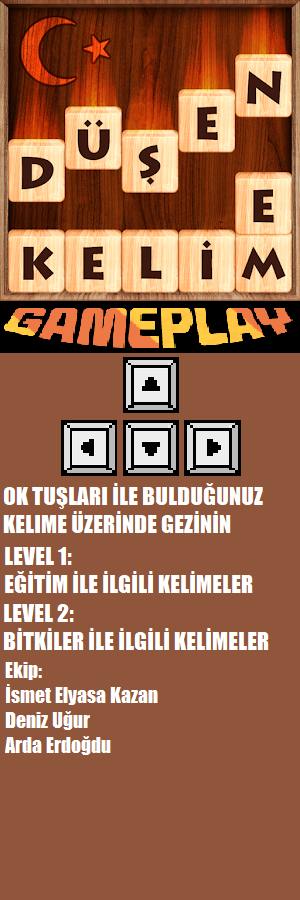 DÜŞEN
KELİME
GAMEPLAY
OK TUŞLARI İLE BULDUĞUNUZ
KELIME ÜZERİNDE GEZİNİN
LEVEL 1:
EĞİTİM İLE İLGİLİ KELİMELER
LEVEL 2:
BİTKİLER İLE İLGİLİ KELİMELER
Ekip:
İsmet Elyasa Kazan
Deniz Uğur
Arda Erdoğdu